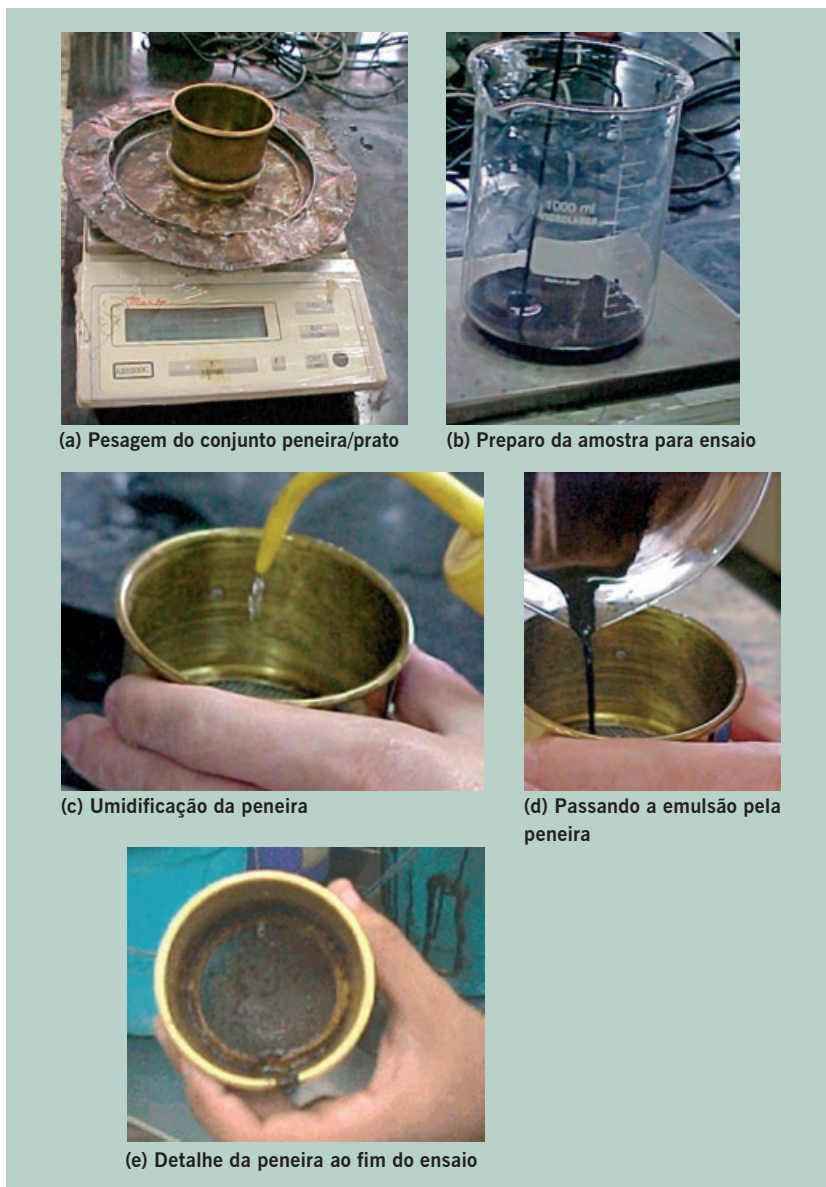 (a) Pesagem do conjunto peneira/prato
(b) Preparo da amostra para ensaio
1000 ml
(c) Umidificação da peneira
(d) Passando a emulsão pela
peneira
(e) Detalhe da peneira ao fim do ensaio